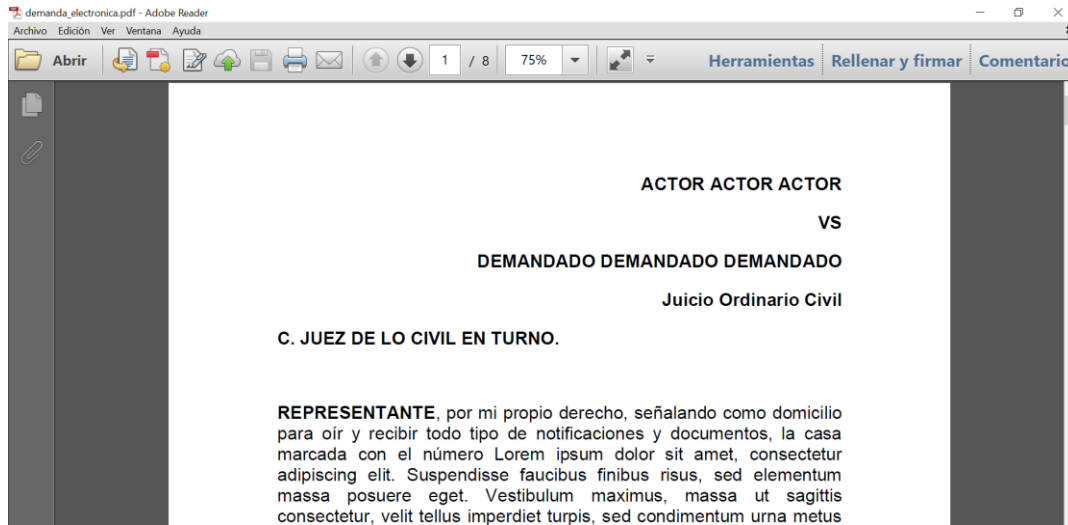 demanda_electronica.pdf - Adobe Reader
Archivo Edición Ver Ventana Ayuda
Abrir 1 / 8 75% Herramientas Rellenar y firmar Comentario
ACTOR ACTOR ACTOR
VS
DEMANDADO DEMANDADO DEMANDADO
Juicio Ordinario Civil
C. JUEZ DE LO CIVIL EN TURNO.
REPRESENTANTE, por mi propio derecho, señalando como domicilio
para oír y recibir todo tipo de notificaciones y documentos, la casa
marcada con el número Lorem ipsum dolor sit amet, consectetur
adipiscing elit. Suspendisse faucibus finibus risus, sed elementum
massa posuere eget. Vestibulum maximus, massa ut sagittis
consectetur, velit tellus imperdiet turpis, sed condimentum urna metus